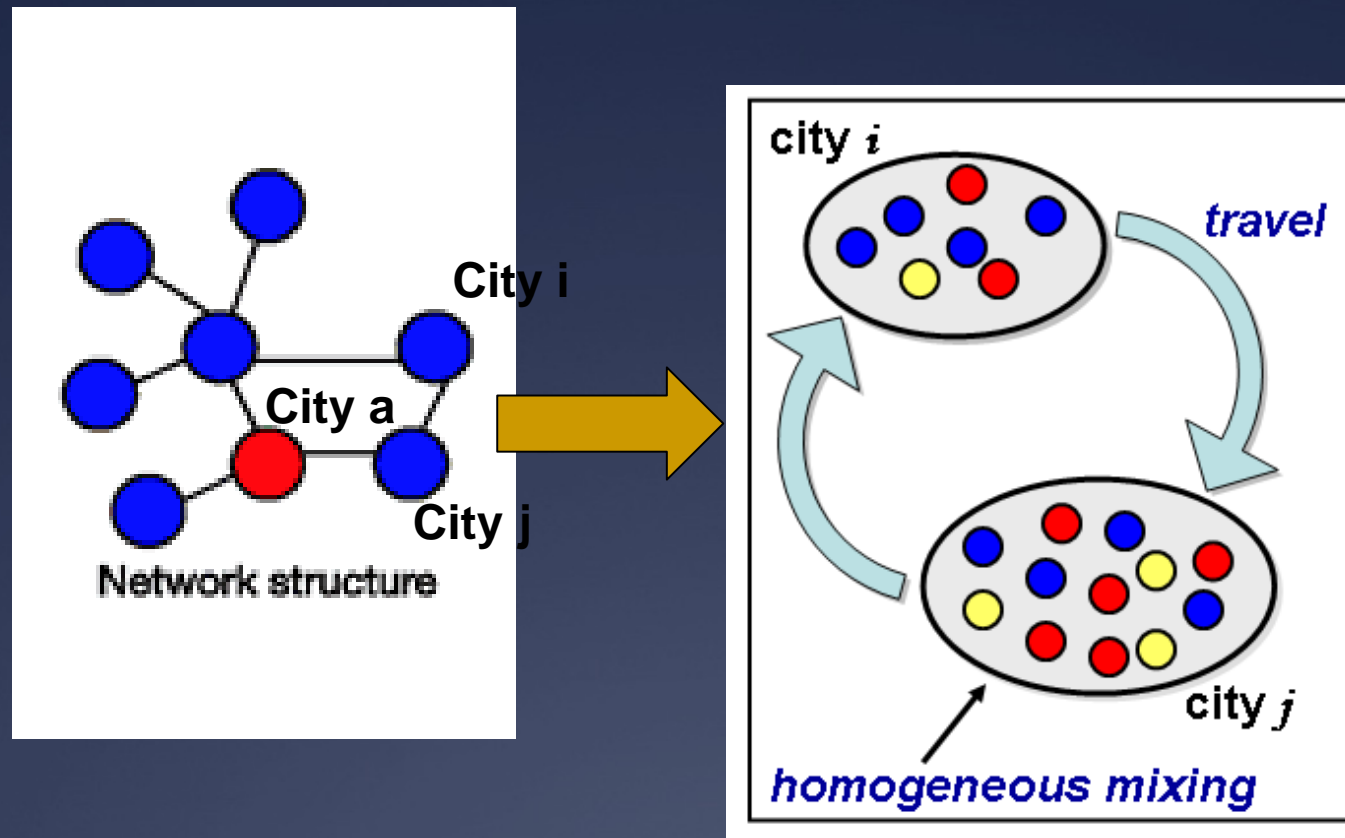 City i
City a
City j
Network structure
city i
travel
city j
homogeneous mixing